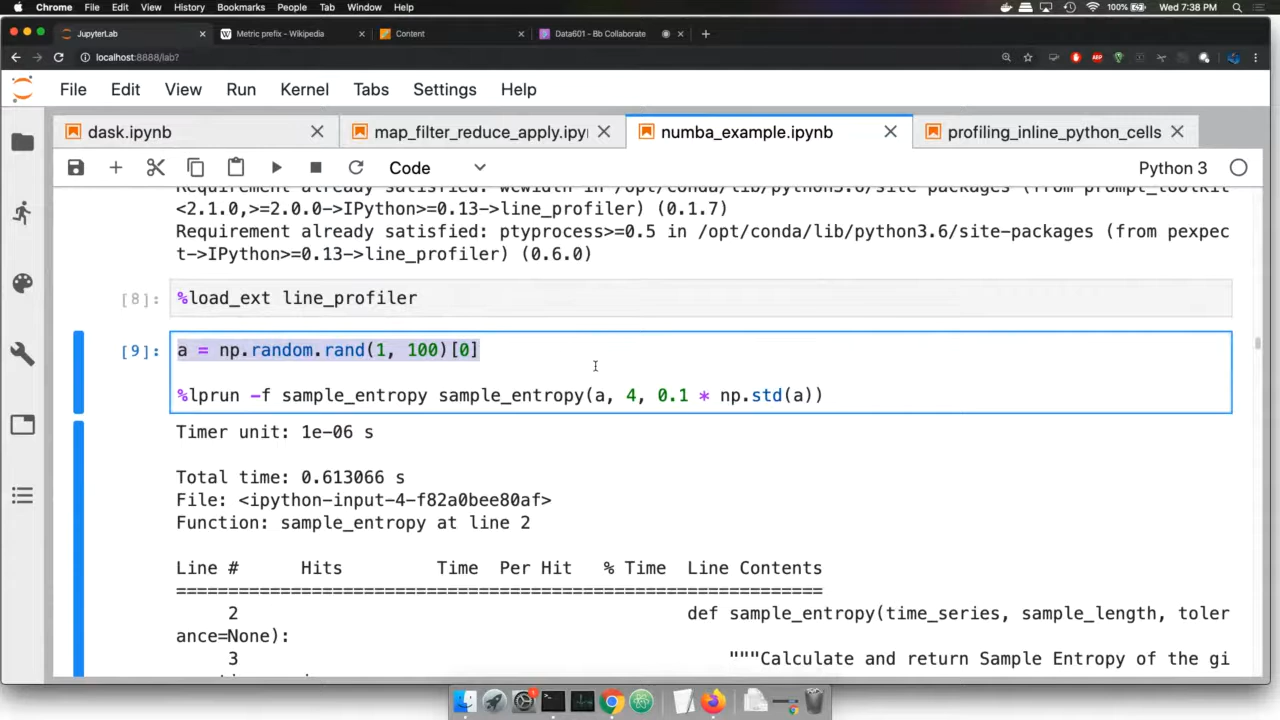 Chrome File Edit View History Bookmarks People Tab Window Help 100% Wed 7:38 PM
JupyterLab Metric prefix - Wikipedia Content Data601 - Bb Collaborate
localhost:8888/lab?
File Edit View Run Kernel Tabs Settings Help
dask.ipynb map_filter_reduce_apply.ipy numba_example.ipynb profiling_inline_python_cells
Code Python 3
Requirement already satisfied: wcwidth in /opt/conda/lib/python3.6/site-packages (from prompt_toolkit
<2.1.0,>=2.0.0->IPython>=0.13->line_profiler) (0.1.7)
Requirement already satisfied: ptyprocess>=0.5 in /opt/conda/lib/python3.6/site-packages (from pexpec
t->IPython>=0.13->line_profiler) (0.6.0)
[8]: %load_ext line_profiler
[9]: a = np.random.rand(1, 100)[0]
%lprun -f sample_entropy sample_entropy(a, 4, 0.1 * np.std(a))
Timer unit: 1e-06 s
Total time: 0.613066 s
File: <ipython-input-4-f82a0bee80af>
Function: sample_entropy at line 2
Line # Hits Time Per Hit % Time Line Contents
==============================================================
2 def sample_entropy(time_series, sample_length, toler
ance=None):
3 """Calculate and return Sample Entropy of the gi